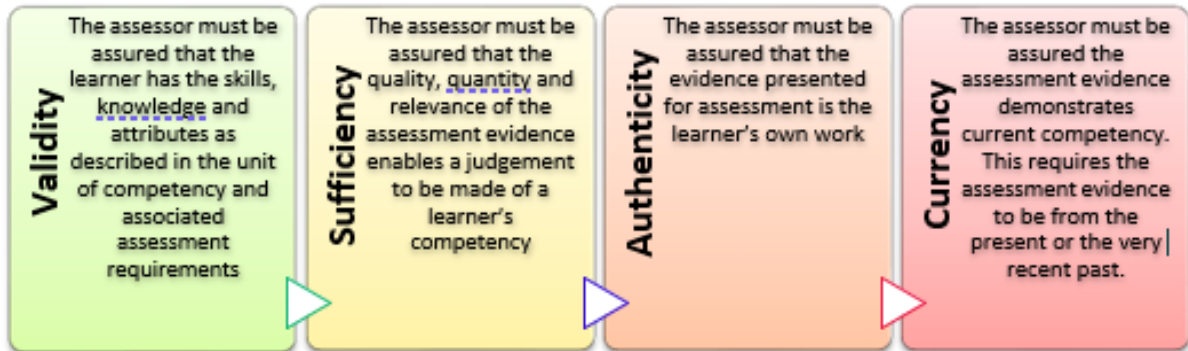 Validity
The assessor must be
assured that the
learner has the skills,
knowledge and
attributes as
described in the unit
of competency and
associated
assessment
requirements
Sufficiency
The assessor must be
assured that the
quality, quantity and
relevance of the
assessment evidence
enables a judgement
to be made of a
learner's
competency
Authenticity
The assessor must be
assured that the
evidence presented
for assessment is the
learner's own work
Currency
The assessor must be
assured the
assessment evidence
demonstrates
current competency.
This requires the
assessment evidence
to be from the
present or the very
recent past.